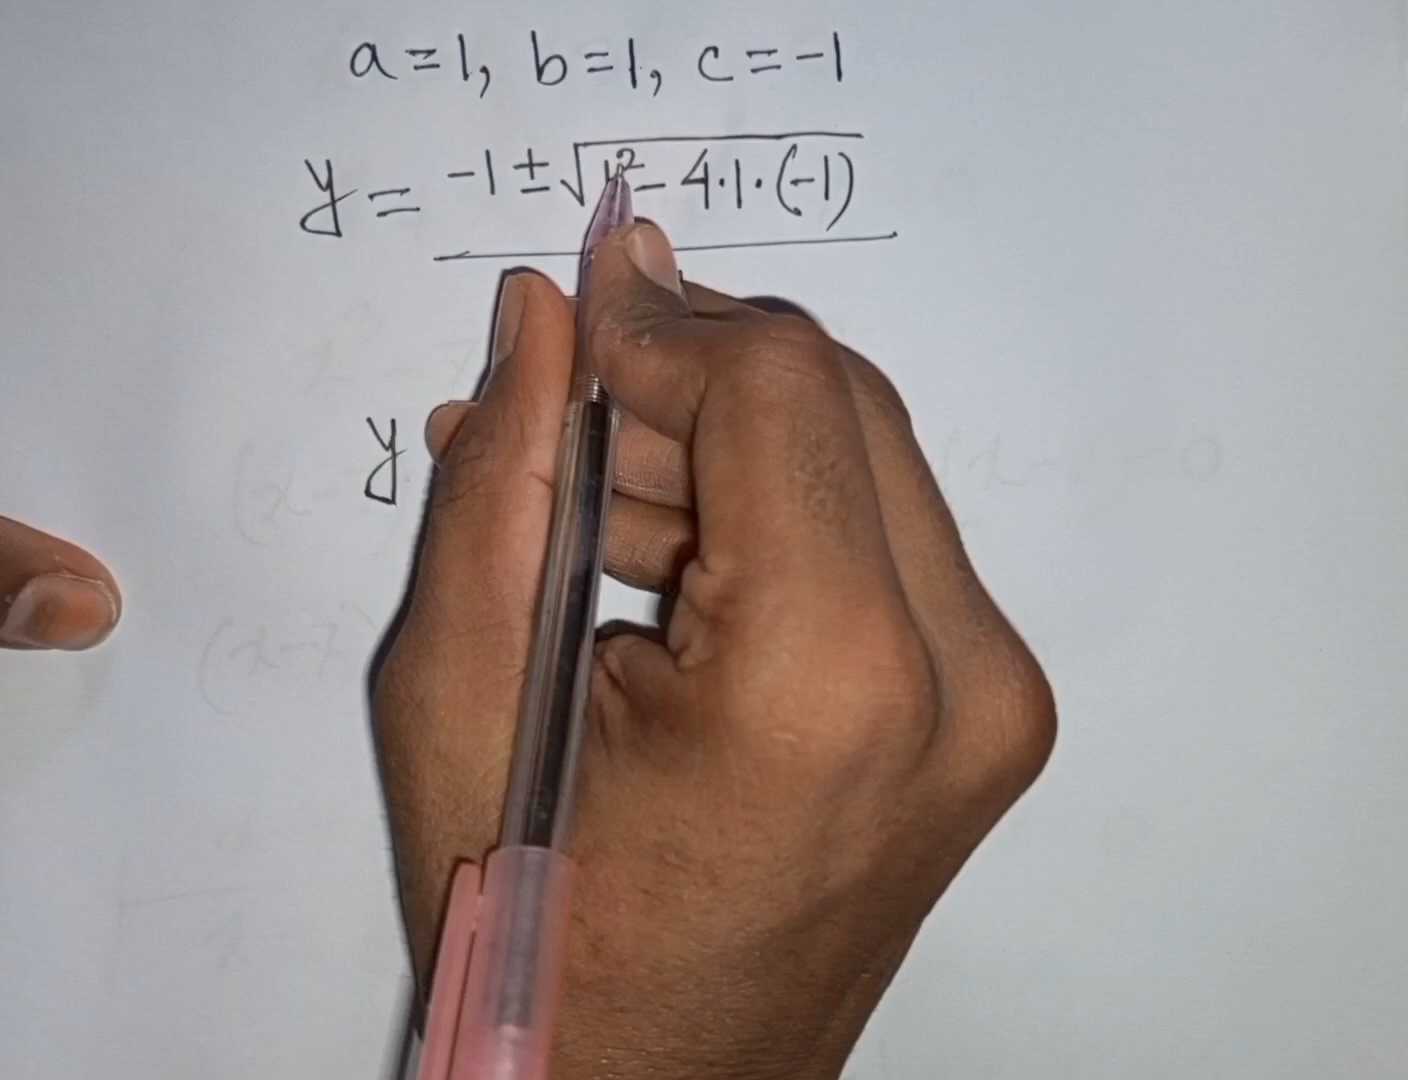 a = 1, b = 1, c = -1
y = -1 ± √1² - 4·1·(-1)
y